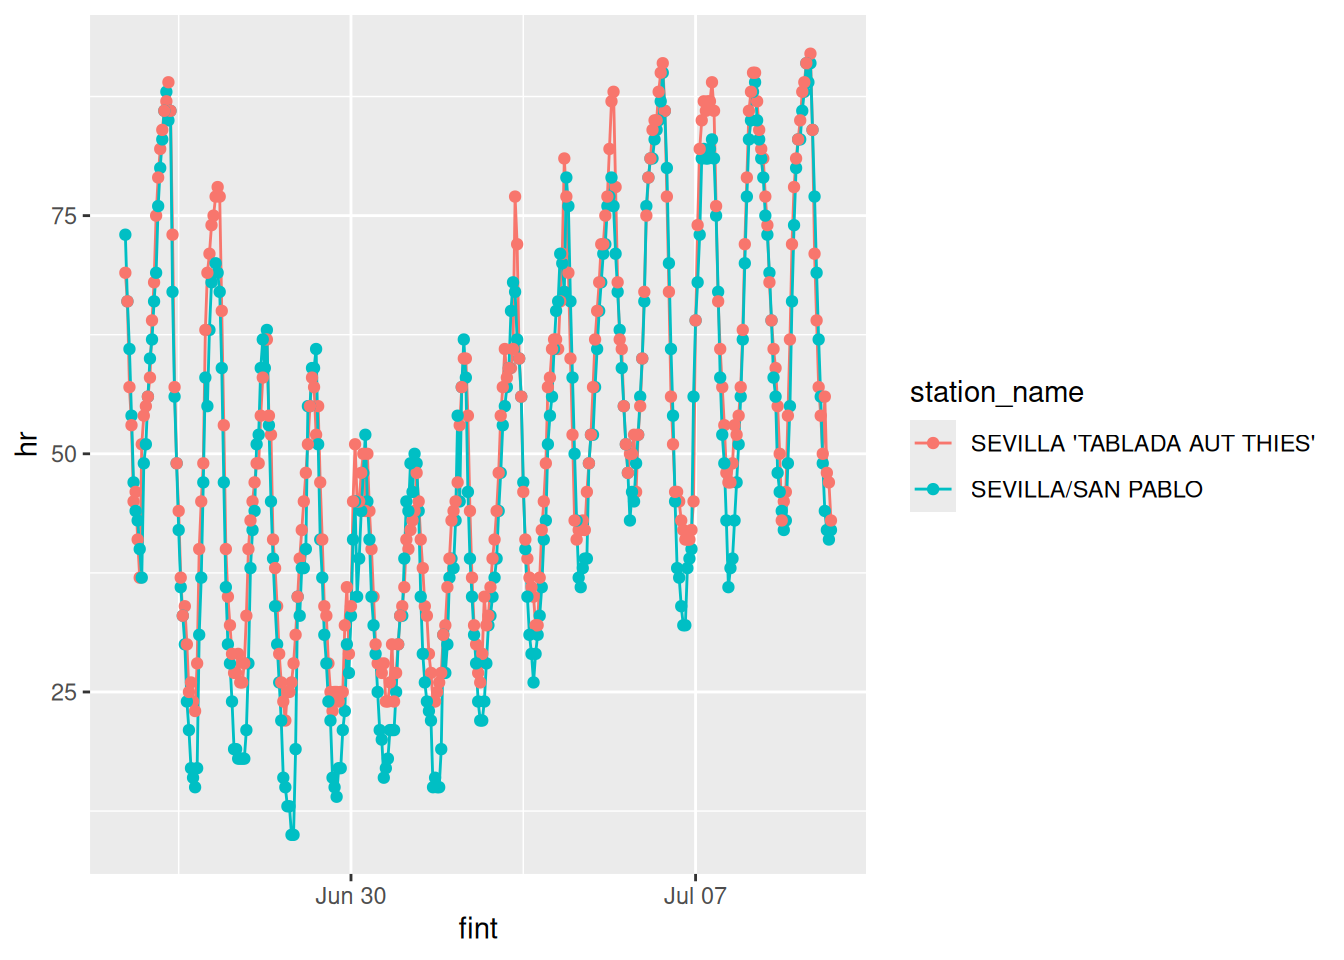 75
50
25
hr
Jun 30
Jul 07
fint
station_name
SEVILLA 'TABLADA AUT THIES'
SEVILLA/SAN PABLO